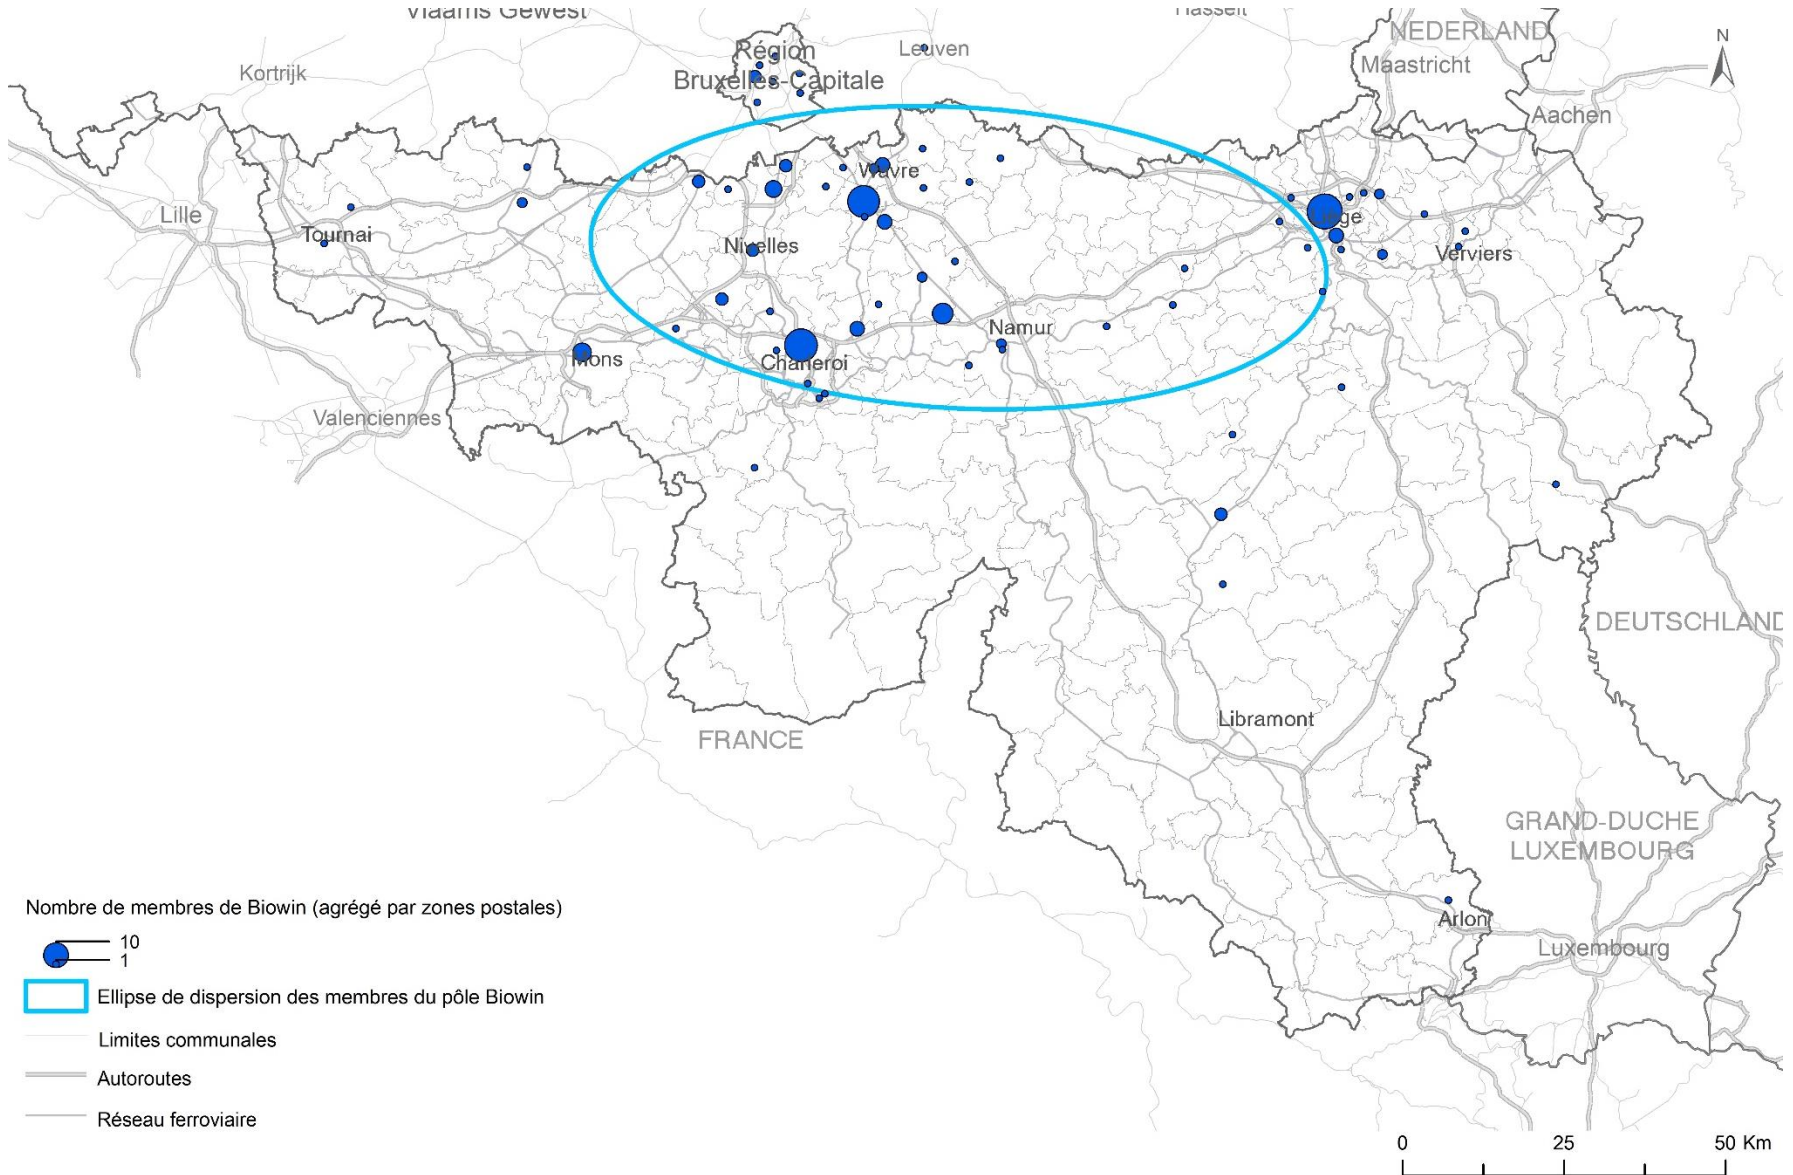 Vlaams Gewest
Hasselt
NEDERLAND
N
Région
Bruxelles-Capitale
Leuven
Maastricht
Kortrijk
Aachen
Wavre
Lille
Tournai
Liège
Nivelles
Verviers
Namur
Mons
Charleroi
Valenciennes
DEUTSCHLAND
Libramont
FRANCE
GRAND-DUCHE
LUXEMBOURG
Arlon
Luxembourg
Nombre de membres de Biowin (agrégé par zones postales)
10
1
Ellipse de dispersion des membres du pôle Biowin
Limites communales
Autoroutes
Réseau ferroviaire
0 25 50 Km